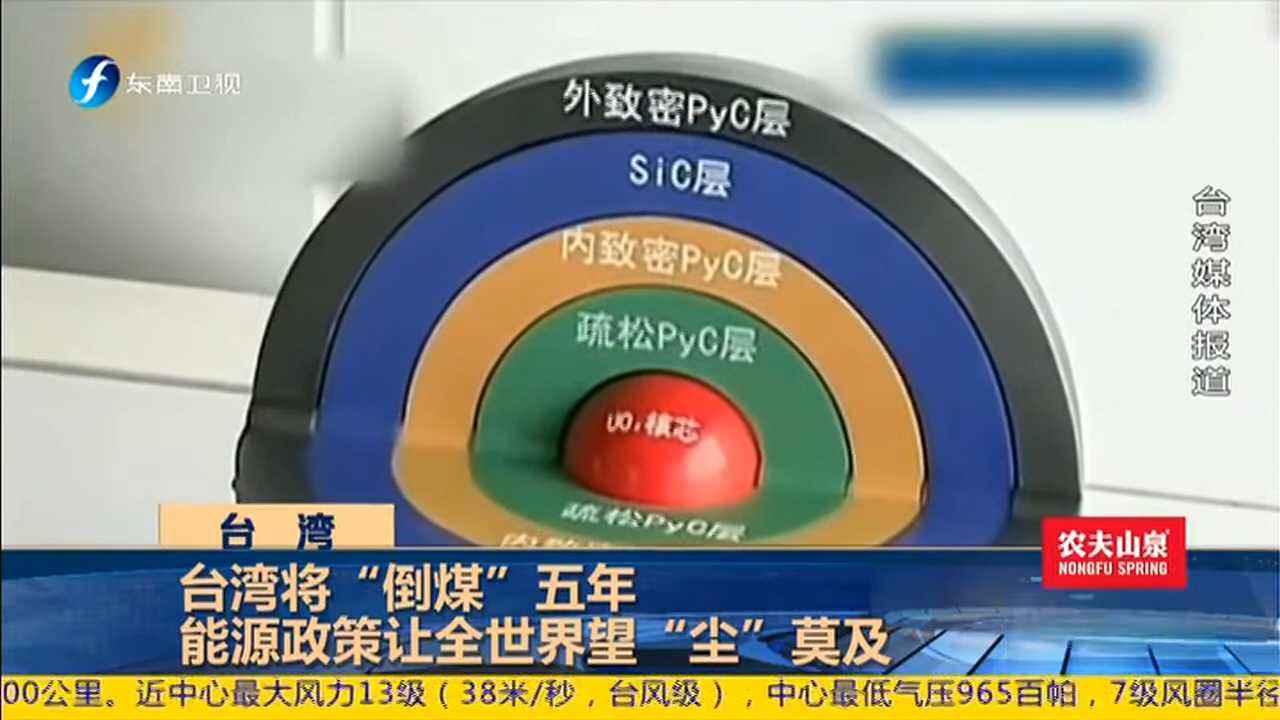 东南卫视
外致密PyC层
SiC层
内致密PyC层
疏松PyC层
UO₂核芯
疏松PyC层
台湾媒体报道
台 湾
农夫山泉
NONGFU SPRING
台湾将“倒煤”五年
能源政策让全世界望“尘”莫及
00公里。近中心最大风力13级（38米/秒，台风级），中心最低气压965百帕，7级风圈半径